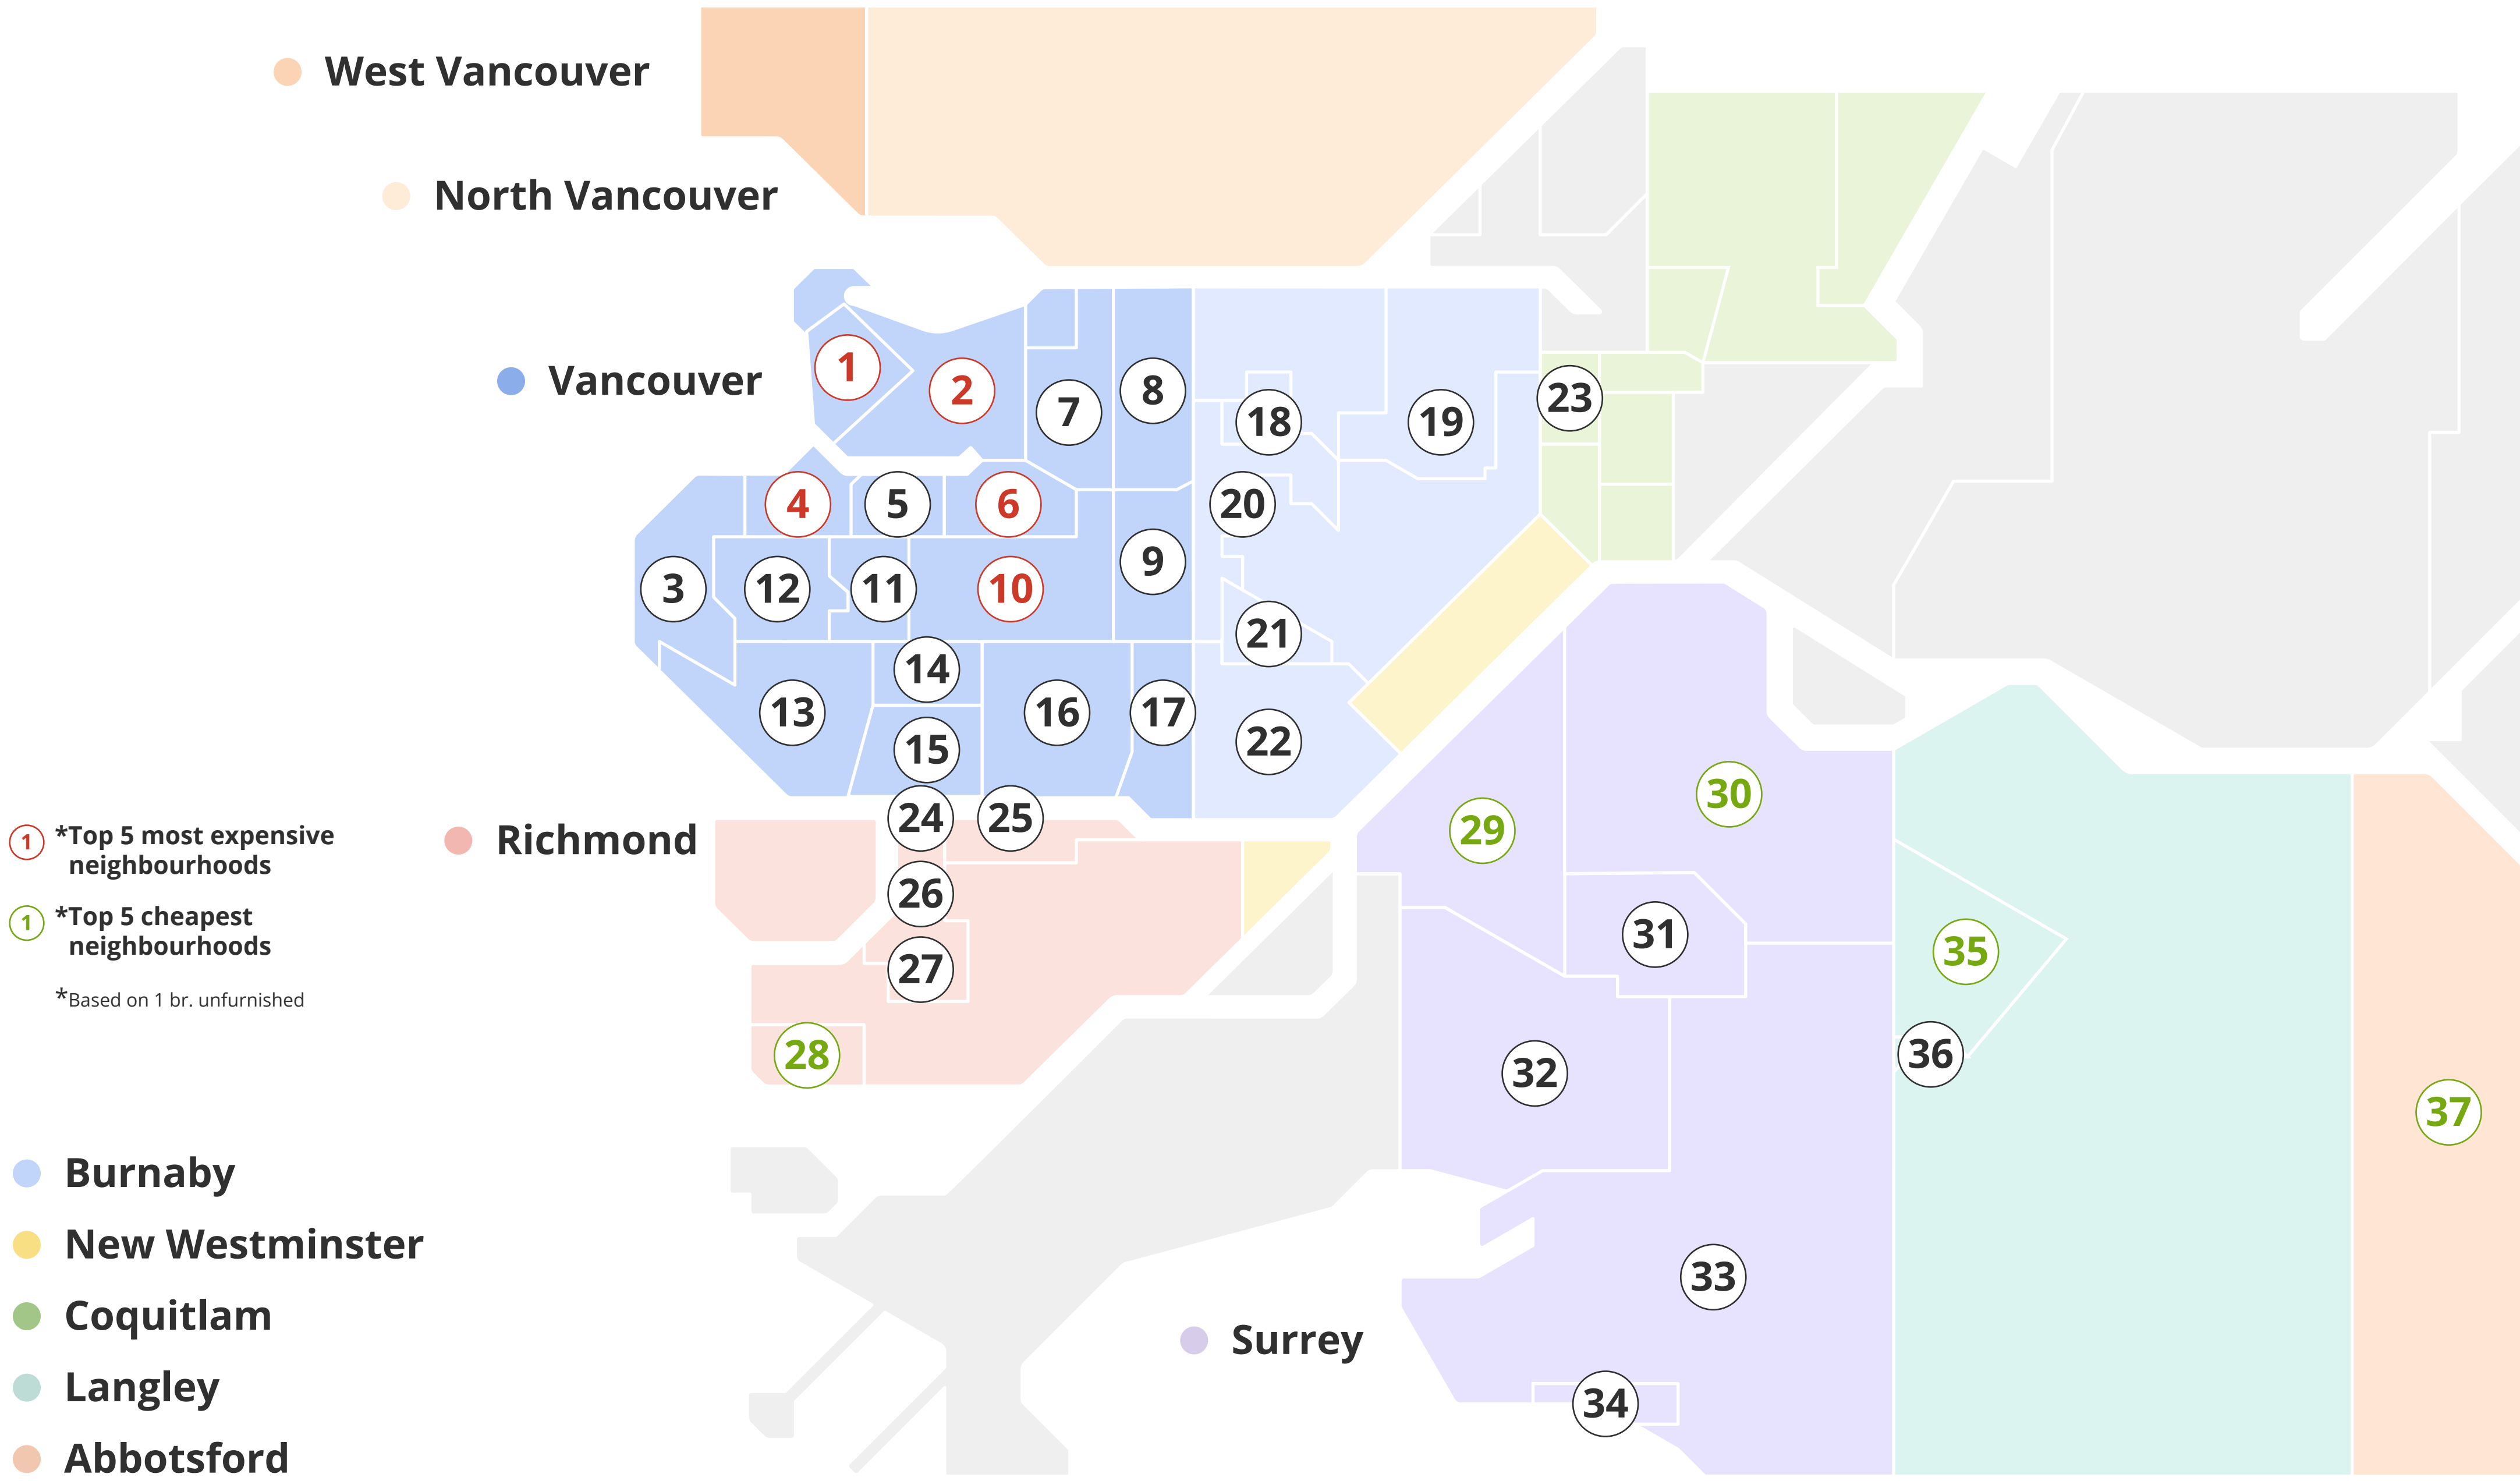 West Vancouver
North Vancouver
Vancouver
1
2
7
8
18
19
23
4
5
6
20
3
12
11
10
9
21
14
13
16
17
15
22
24
25
Richmond
1
*Top 5 most expensive
neighbourhoods
1
*Top 5 cheapest
neighbourhoods
*Based on 1 br. unfurnished
26
27
28
29
30
31
35
32
36
37
33
34
Surrey
Burnaby
New Westminster
Coquitlam
Langley
Abbotsford